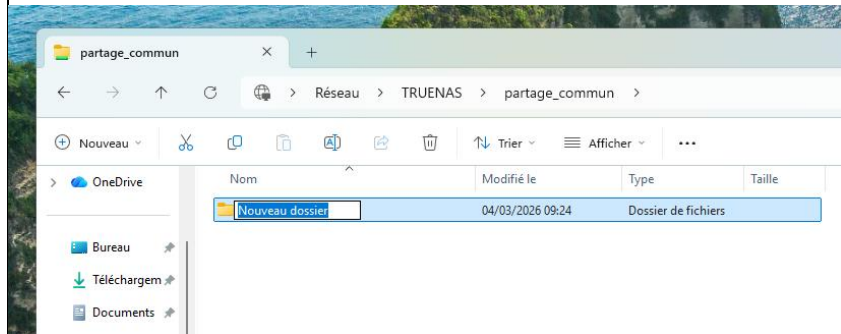 partage_commun
Réseau > TRUENAS > partage_commun >
Nouveau Trier Afficher
OneDrive
Nom Modifié le Type Taille
Nouveau dossier 04/03/2026 09:24 Dossier de fichiers
Bureau
Téléchargem
Documents